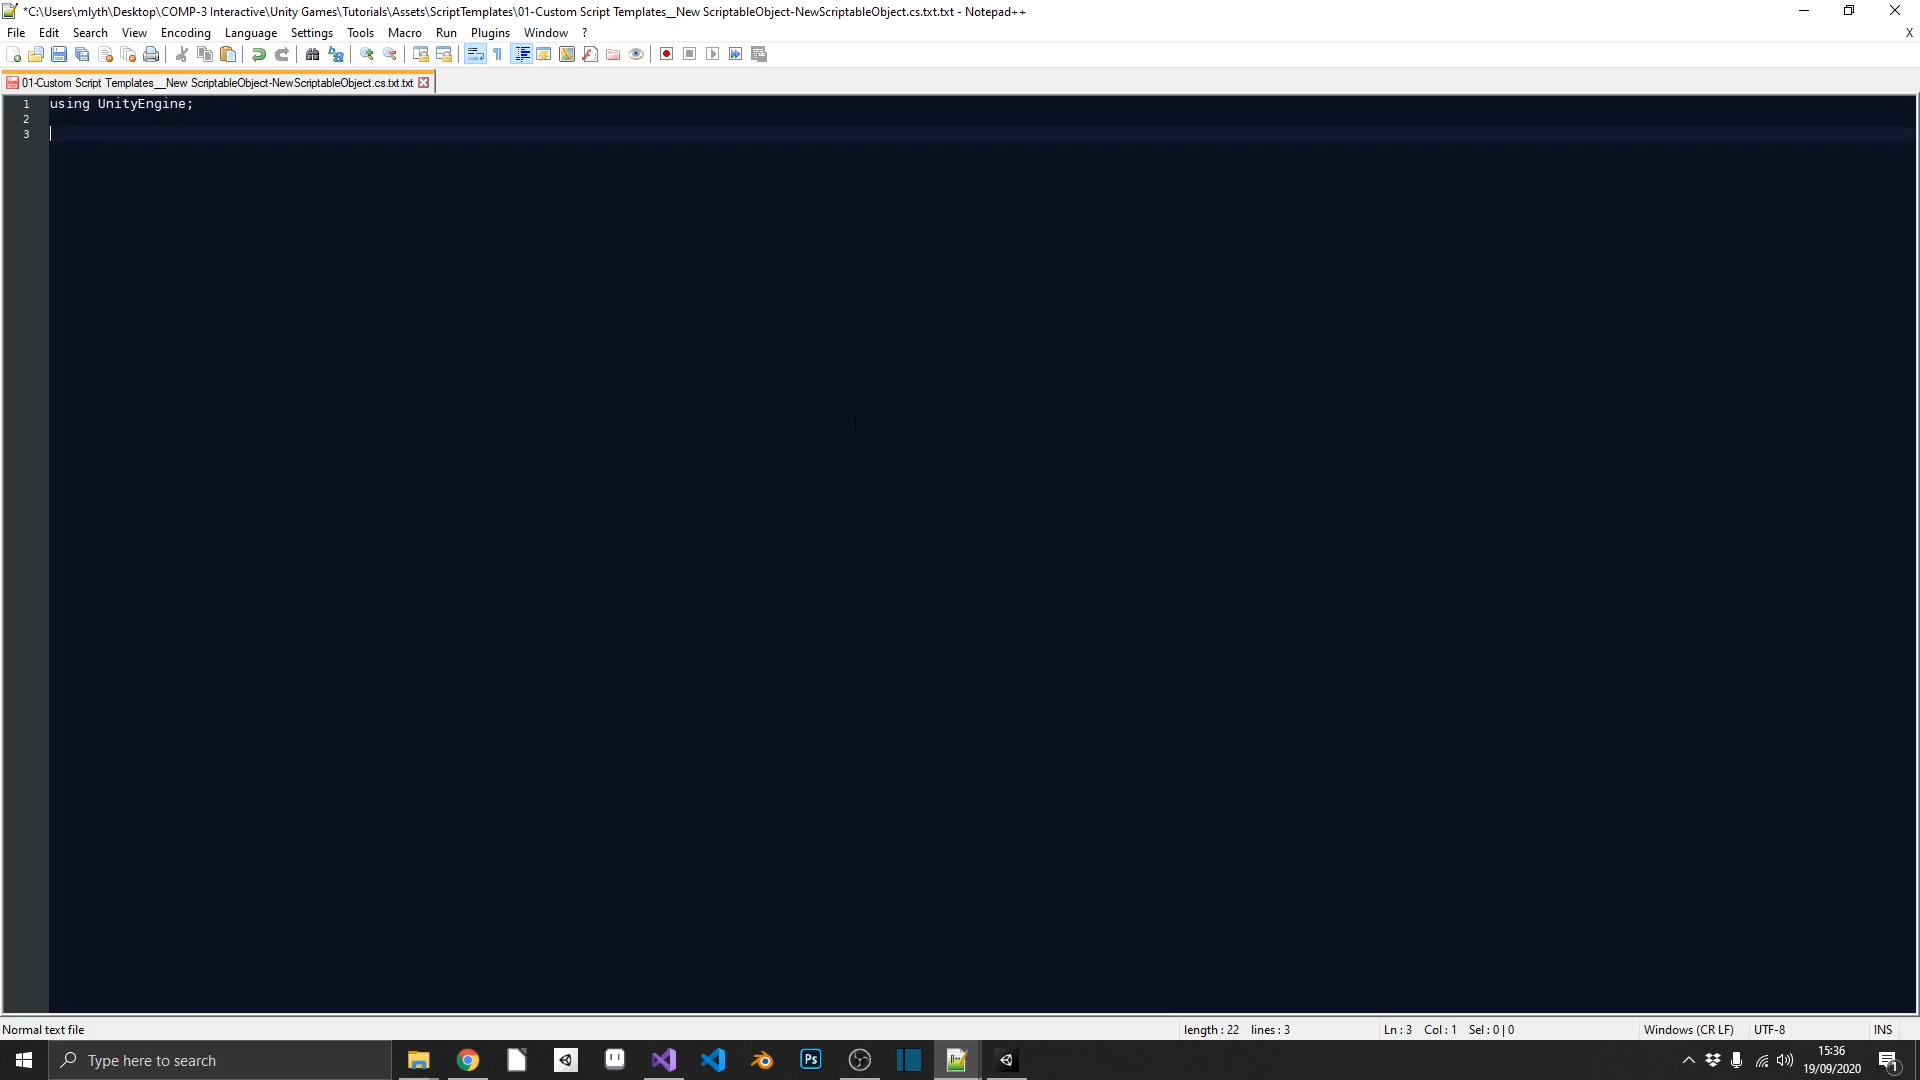 *C:\Users\mlyth\Desktop\COMP-3 Interactive\Unity Games\Tutorials\Assets\ScriptTemplates\01-Custom Script Templates__New ScriptableObject-NewScriptableObject.cs.txt.txt - Notepad++
File Edit Search View Encoding Language Settings Tools Macro Run Plugins Window ? X
01-Custom Script Templates__New ScriptableObject-NewScriptableObject.cs.txt.txt
1 using UnityEngine;
2
3
Normal text file length : 22 lines : 3 Ln : 3 Col : 1 Sel : 0 | 0 Windows (CR LF) UTF-8 INS
Type here to search Ps 15:36
19/09/2020 1